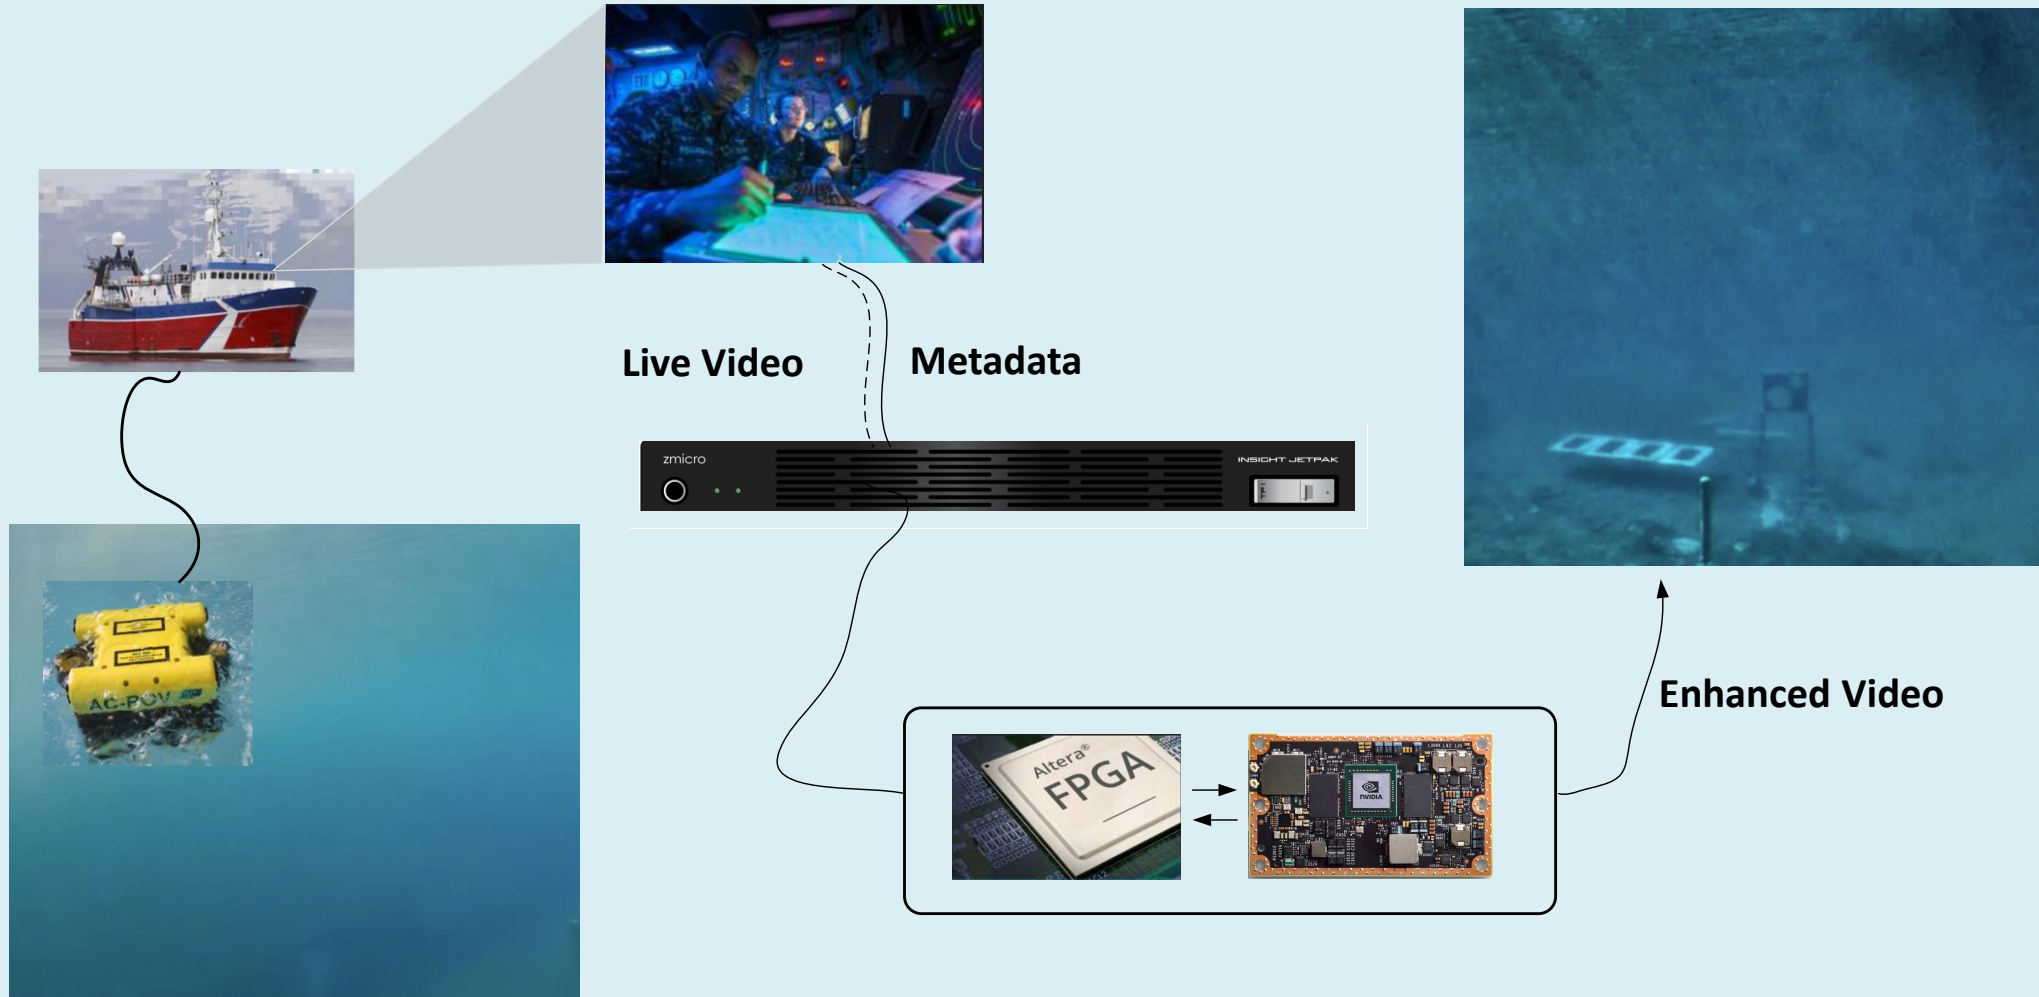 Live Video
Metadata
zmicro
INSIGHT JETPAK
AC-ROV
Enhanced Video
Altera®
FPGA
NVIDIA